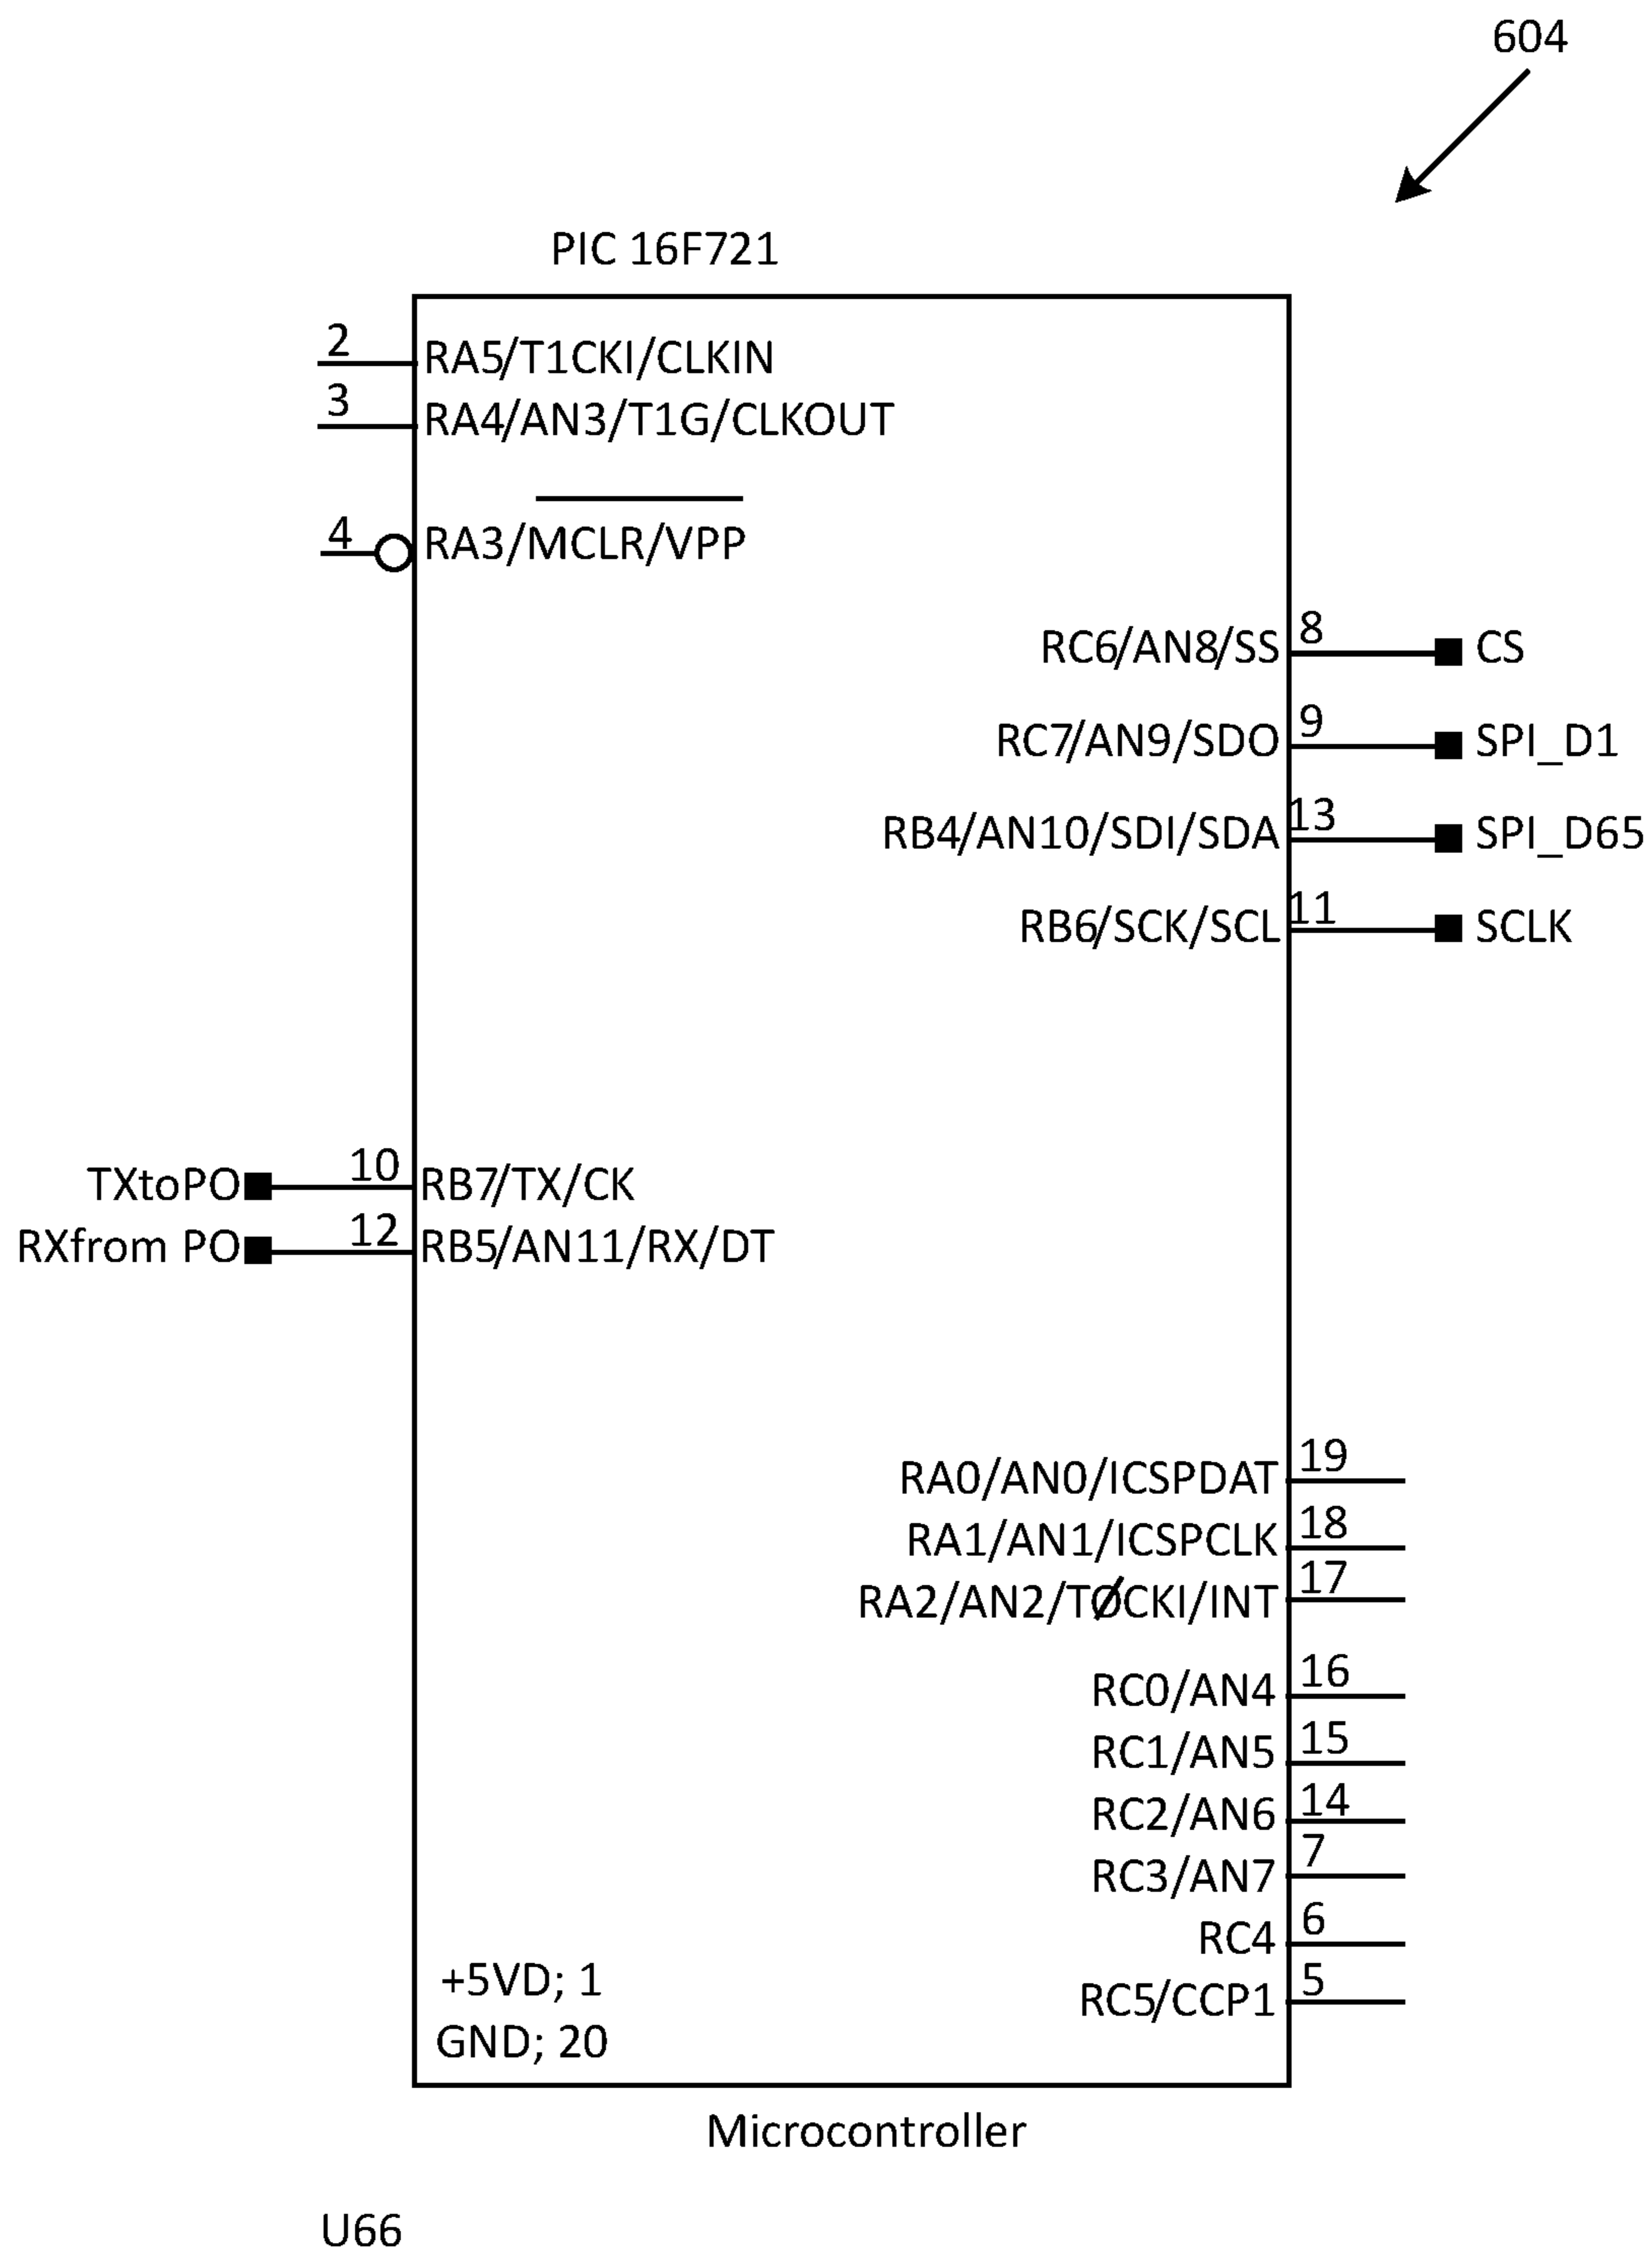 604
PIC 16F721
2 RA5/T1CKI/CLKIN
3 RA4/AN3/T1G/CLKOUT
4 RA3/MCLR/VPP
RC6/AN8/SS 8 CS
RC7/AN9/SDO 9 SPI_D1
RB4/AN10/SDI/SDA 13 SPI_D65
RB6/SCK/SCL 11 SCLK
TXtoPO 10 RB7/TX/CK
RXfrom PO 12 RB5/AN11/RX/DT
RA0/AN0/ICSPDAT 19
RA1/AN1/ICSPCLK 18
RA2/AN2/TØCKI/INT 17
RC0/AN4 16
RC1/AN5 15
RC2/AN6 14
RC3/AN7 7
RC4 6
RC5/CCP1 5
+5VD; 1
GND; 20
Microcontroller
U66